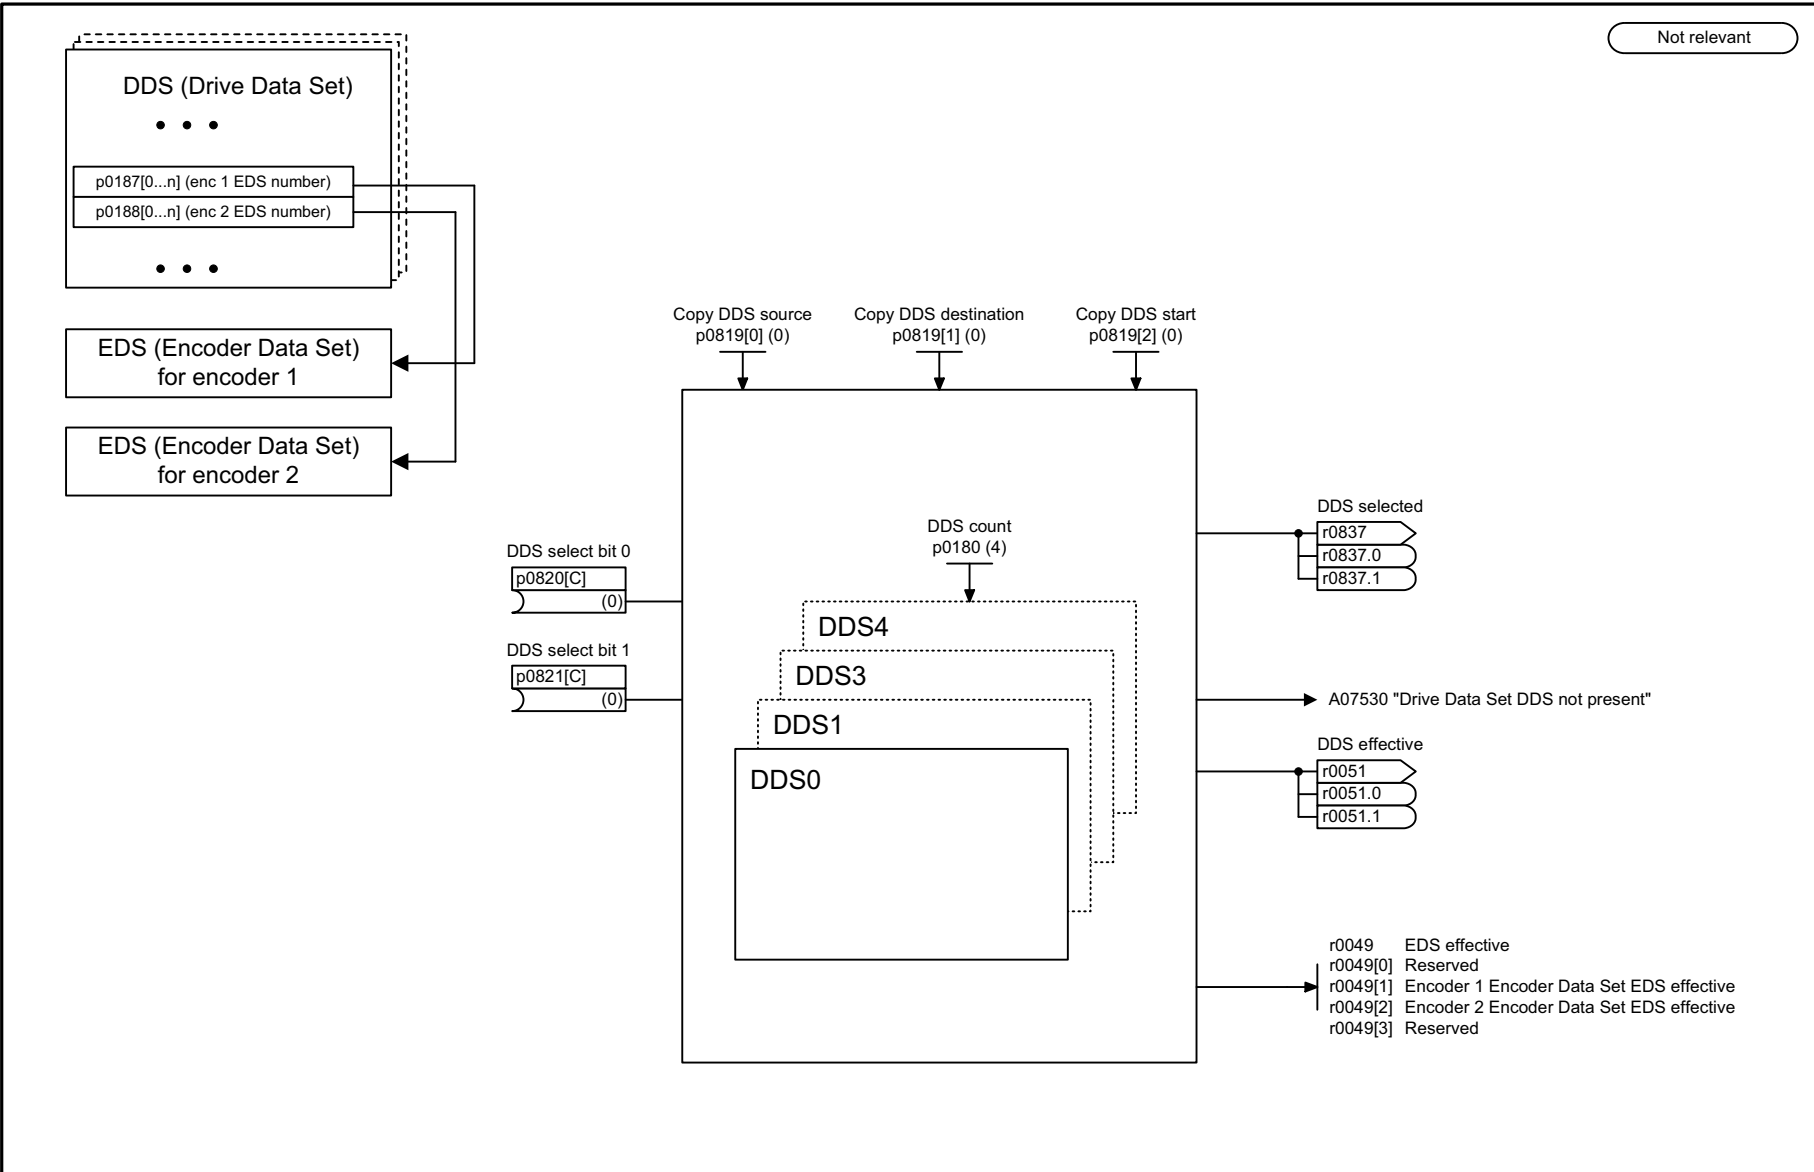 Not relevant
DDS (Drive Data Set)
• • •
p0187[0...n] (enc 1 EDS number)
p0188[0...n] (enc 2 EDS number)
• • •
EDS (Encoder Data Set)
for encoder 1
EDS (Encoder Data Set)
for encoder 2
Copy DDS source
p0819[0] (0)
Copy DDS destination
p0819[1] (0)
Copy DDS start
p0819[2] (0)
DDS select bit 0
p0820[C]
(0)
DDS select bit 1
p0821[C]
(0)
DDS count
p0180 (4)
DDS4
DDS3
DDS1
DDS0
DDS selected
r0837
r0837.0
r0837.1
A07530 "Drive Data Set DDS not present"
DDS effective
r0051
r0051.0
r0051.1
r0049 EDS effective
r0049[0] Reserved
r0049[1] Encoder 1 Encoder Data Set EDS effective
r0049[2] Encoder 2 Encoder Data Set EDS effective
r0049[3] Reserved